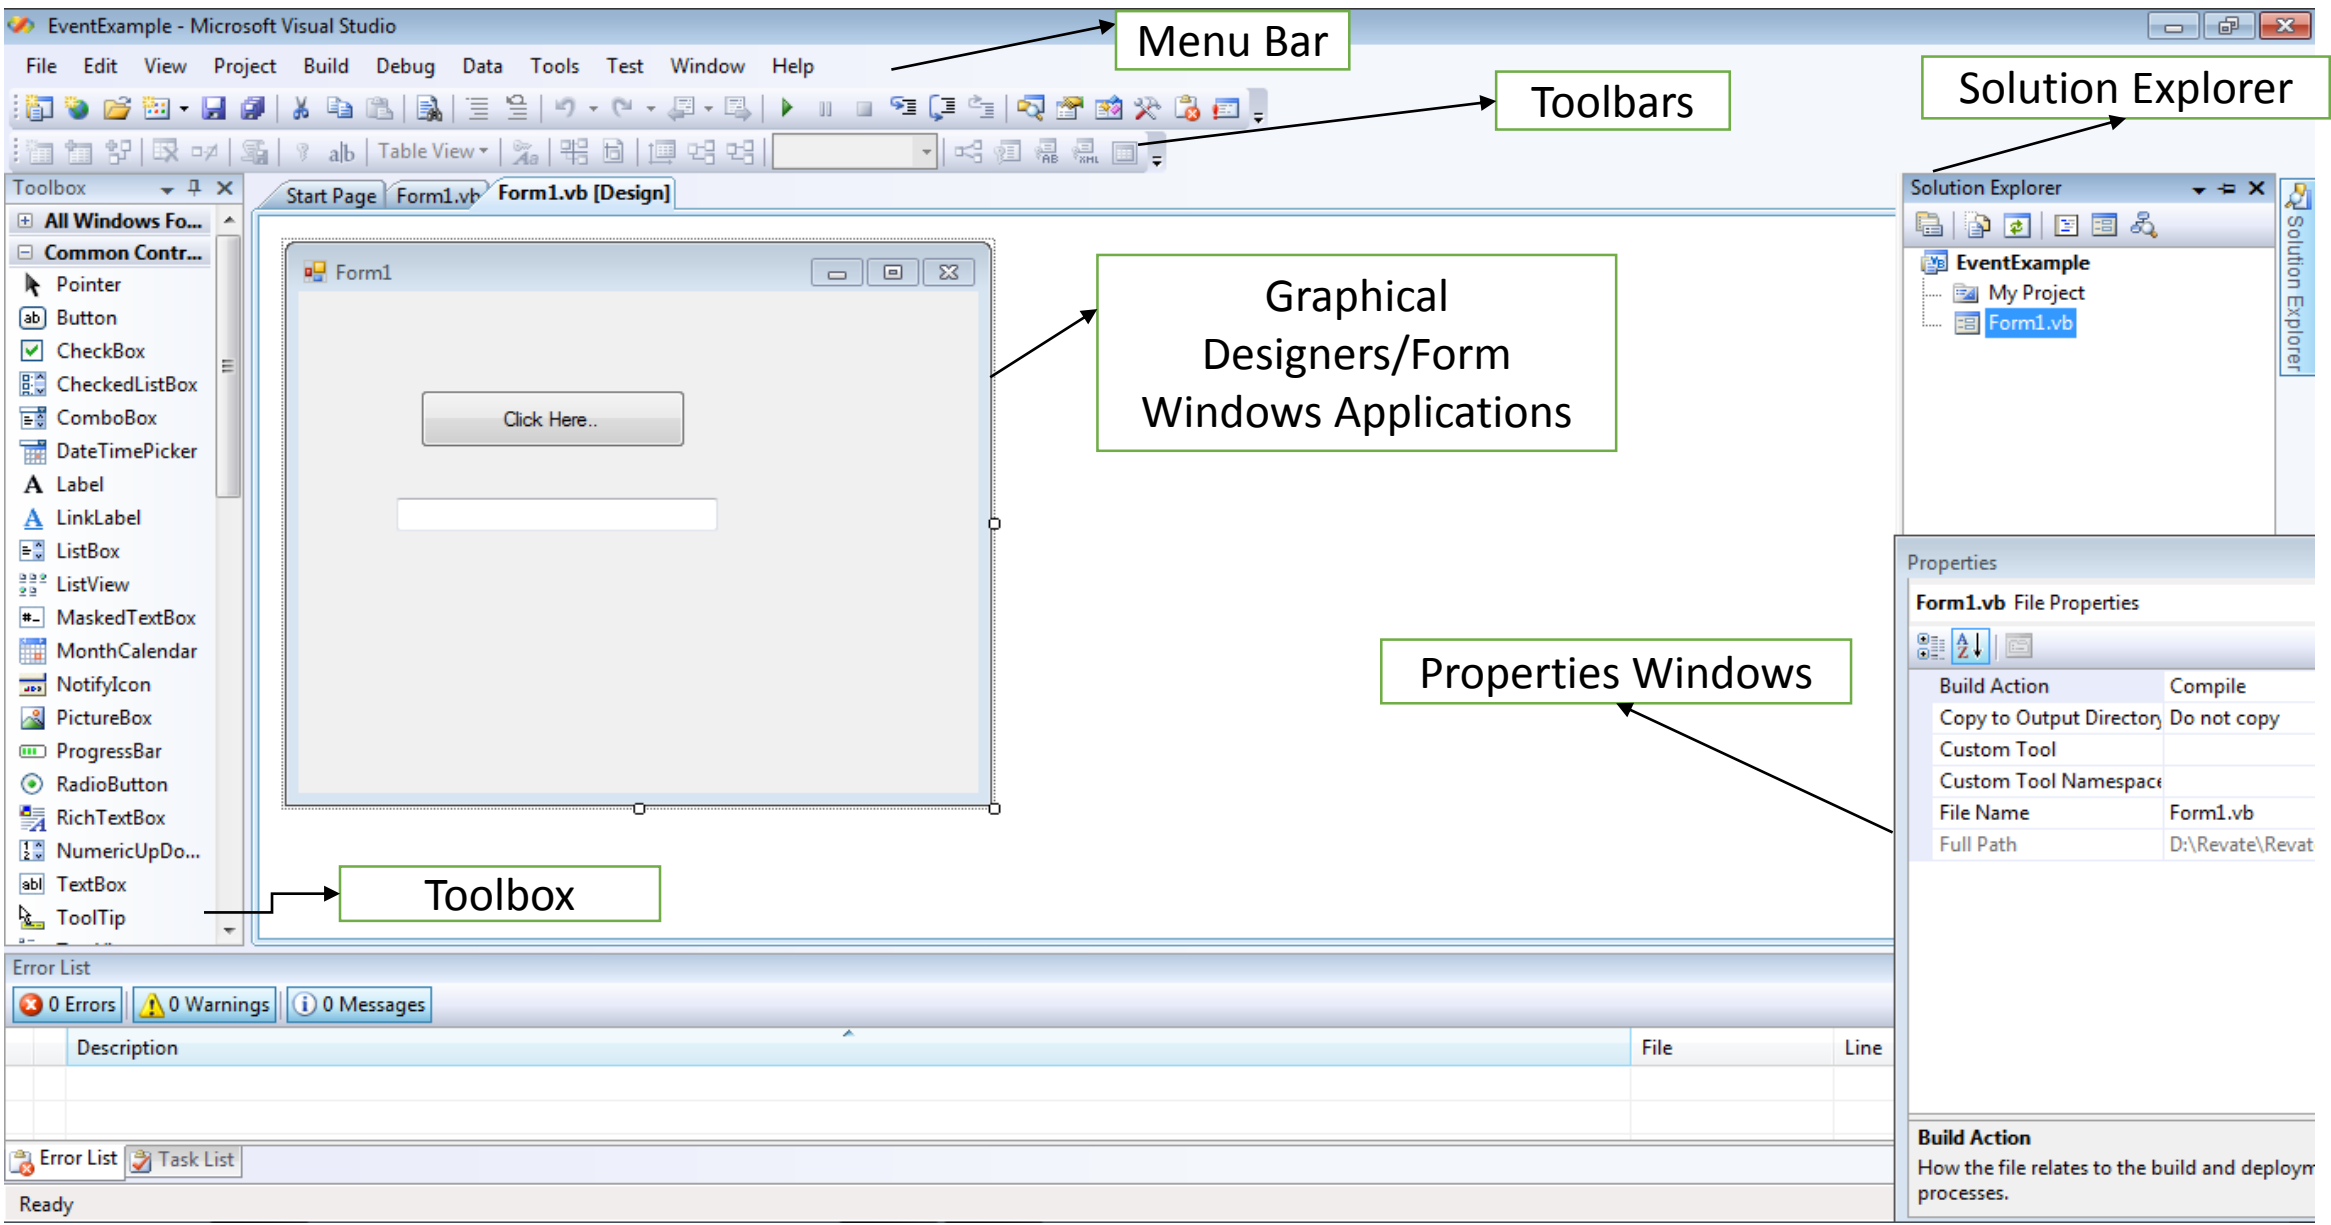 EventExample - Microsoft Visual Studio
Menu Bar
File Edit View Project Build Debug Data Tools Test Window Help
Toolbars
Solution Explorer
Table View
Toolbox
Start Page Form1.vb Form1.vb [Design]
All Windows Fo...
Common Contr...
Pointer
Button
CheckBox
CheckedListBox
ComboBox
DateTimePicker
Label
LinkLabel
ListBox
ListView
MaskedTextBox
MonthCalendar
NotifyIcon
PictureBox
ProgressBar
RadioButton
RichTextBox
NumericUpDo...
TextBox
ToolTip
Form1
Click Here..
Graphical
Designers/Form
Windows Applications
Properties Windows
Toolbox
Solution Explorer
EventExample
My Project
Form1.vb
Solution Explorer
Properties
Form1.vb File Properties
Build Action Compile
Copy to Output Directory Do not copy
Custom Tool
Custom Tool Namespace
File Name Form1.vb
Full Path D:\Revate\Revat
Build Action
How the file relates to the build and deploym
processes.
Error List
0 Errors 0 Warnings 0 Messages
Description File Line
Error List Task List
Ready